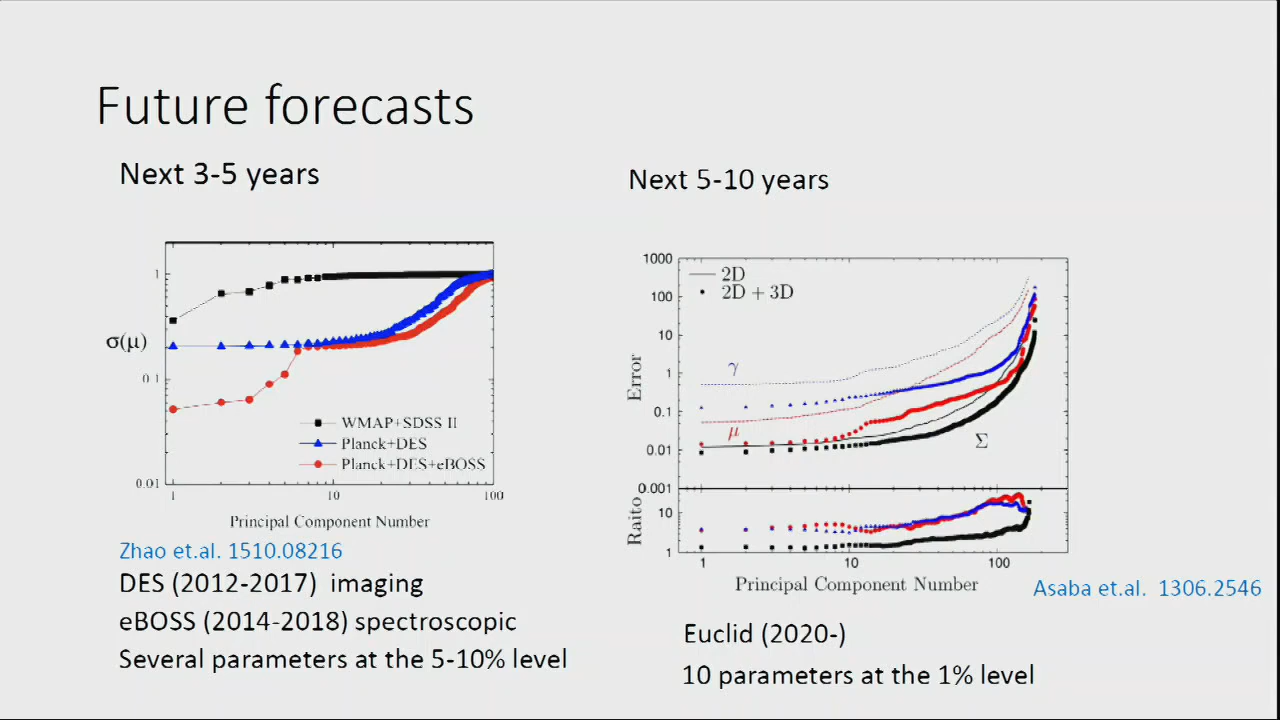 Future forecasts
Next 3-5 years
1
0.1
0.01
σ(μ)
WMAP+SDSS II
Planck+DES
Planck+DES+eBOSS
1
10
100
Principal Component Number
Zhao et.al. 1510.08216
DES (2012-2017) imaging
eBOSS (2014-2018) spectroscopic
Several parameters at the 5-10% level
Next 5-10 years
1000
100
10
1
0.1
0.01
0.001
Error
2D
2D + 3D
γ
μ
Σ
10
1
Raito
1
10
100
Principal Component Number
Asaba et.al. 1306.2546
Euclid (2020-)
10 parameters at the 1% level